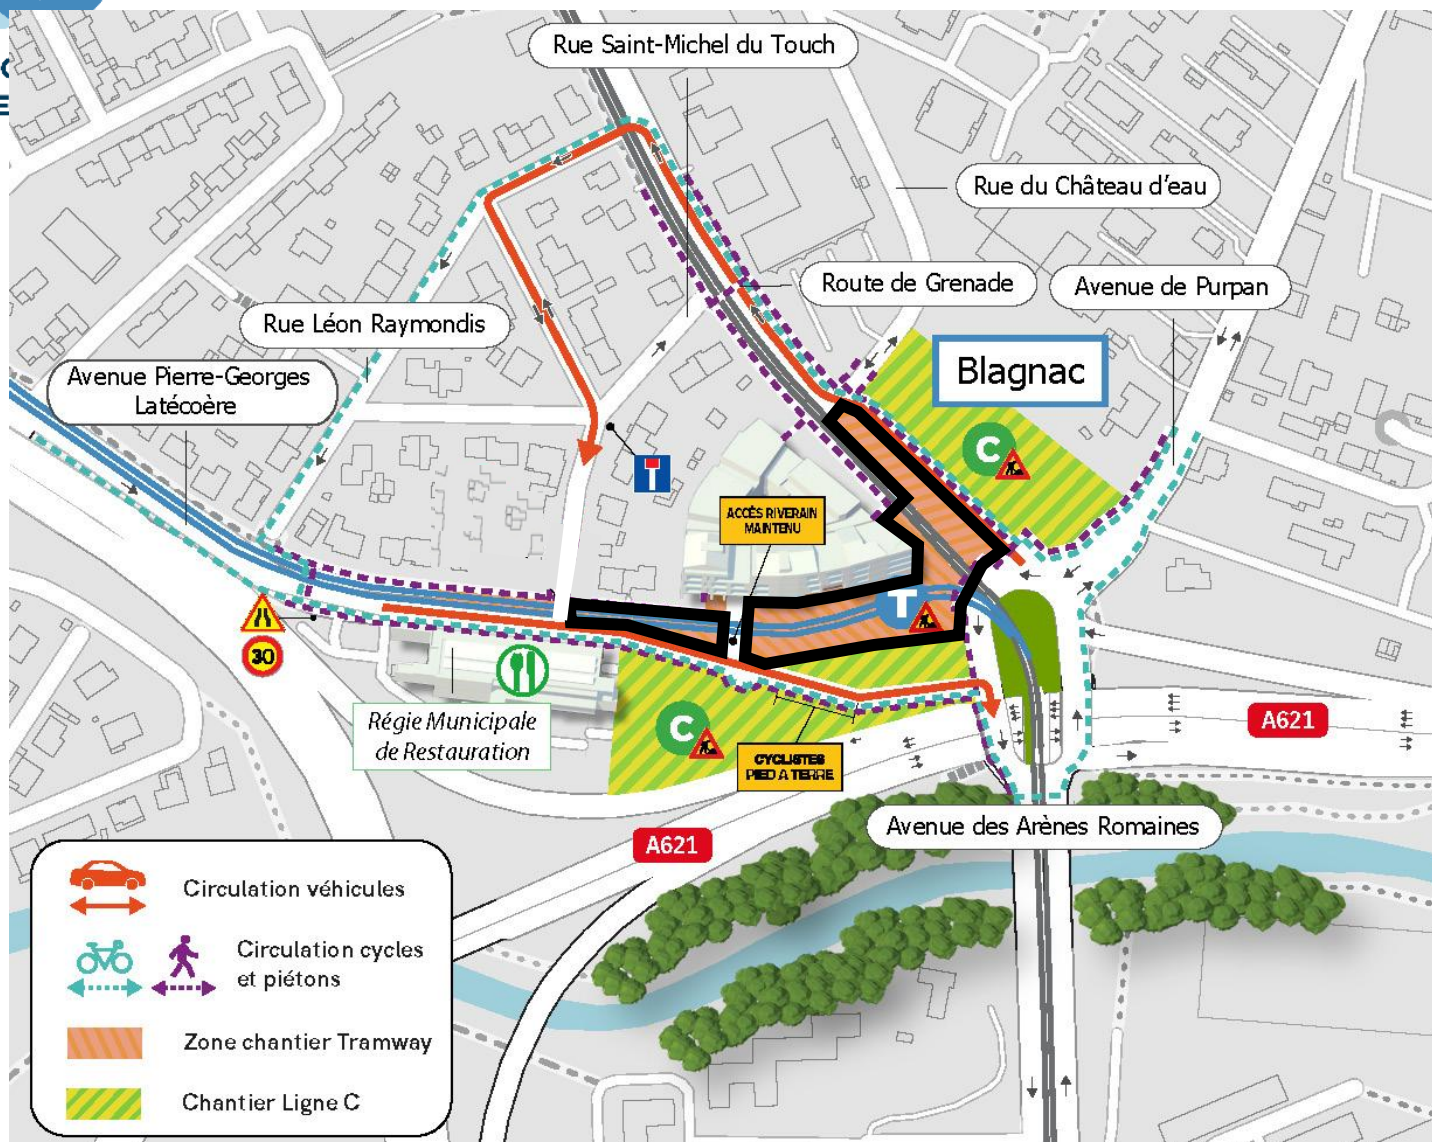 Rue Saint-Michel du Touch
Rue du Château d'eau
Route de Grenade
Avenue de Purpan
Rue Léon Raymondis
Blagnac
Avenue Pierre-Georges
Latécoère
C
ACCÈS RIVERAIN
MAINTENU
T
30
Régie Municipale
de Restauration
C
CYCLISTES
PIED A TERRE
A621
A621
Avenue des Arènes Romaines
Circulation véhicules
Circulation cycles
et piétons
Zone chantier Tramway
Chantier Ligne C